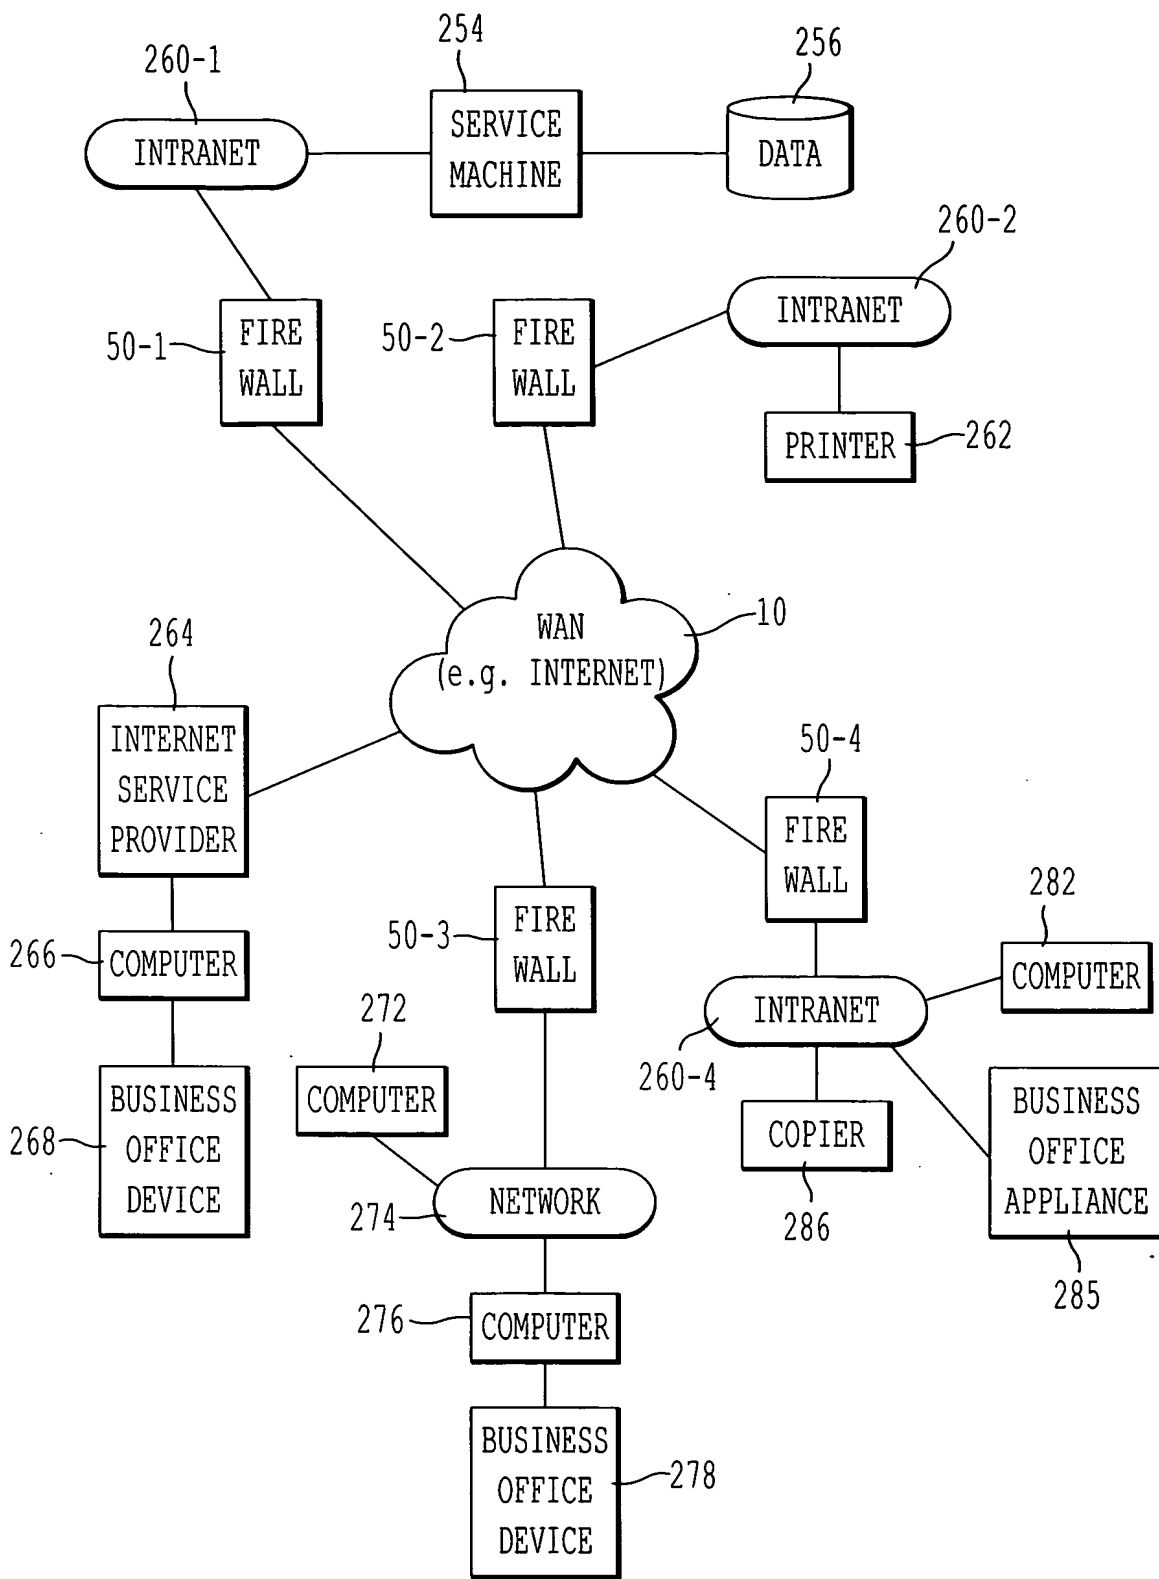 254
256
260-1
INTRANET
SERVICE
MACHINE
DATA
260-2
INTRANET
50-1
FIRE
WALL
50-2
FIRE
WALL
PRINTER
262
WAN
(e.g. INTERNET)
10
264
INTERNET
SERVICE
PROVIDER
50-4
FIRE
WALL
266
COMPUTER
50-3
FIRE
WALL
282
COMPUTER
INTRANET
260-4
272
COMPUTER
268
BUSINESS
OFFICE
DEVICE
COPIER
286
BUSINESS
OFFICE
APPLIANCE
285
NETWORK
274
276
COMPUTER
BUSINESS
OFFICE
DEVICE
278